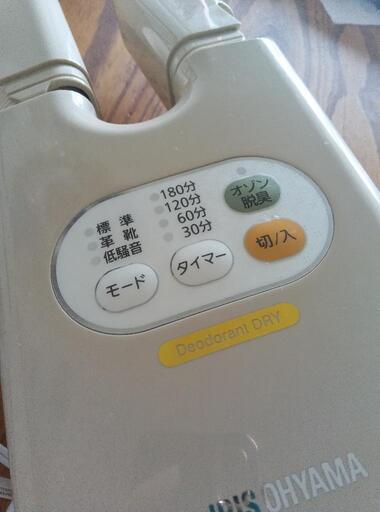 標準
革靴
低騒音
モード
180分
120分
60分
30分
タイマー
オゾン
脱臭
切/入
Deodorant DRY
IRIS OHYAMA